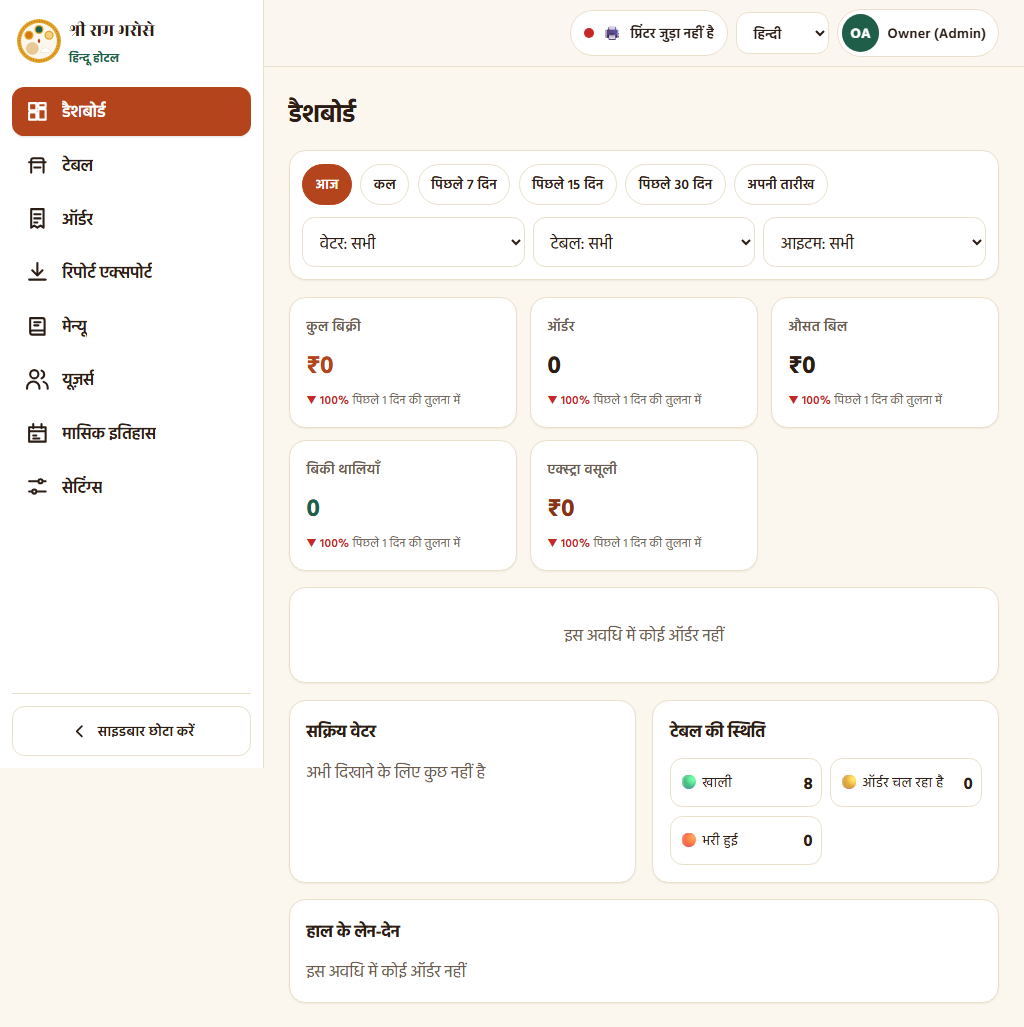 श्री राम भरोसे
हिन्दू होटल
प्रिंटर जुड़ा नहीं है
हिन्दी
OA
Owner (Admin)
डैशबोर्ड
टेबल
ऑर्डर
रिपोर्ट एक्सपोर्ट
मेन्यू
यूज़र्स
मासिक इतिहास
सेटिंग्स
साइडबार छोटा करें
डैशबोर्ड
आज कल पिछले 7 दिन पिछले 15 दिन पिछले 30 दिन अपनी तारीख
वेटर: सभी टेबल: सभी आइटम: सभी
कुल बिक्री
₹0
▼ 100% पिछले 1 दिन की तुलना में
ऑर्डर
0
▼ 100% पिछले 1 दिन की तुलना में
औसत बिल
₹0
▼ 100% पिछले 1 दिन की तुलना में
बिकी थालियाँ
0
▼ 100% पिछले 1 दिन की तुलना में
एक्स्ट्रा वसूली
₹0
▼ 100% पिछले 1 दिन की तुलना में
इस अवधि में कोई ऑर्डर नहीं
सक्रिय वेटर
अभी दिखाने के लिए कुछ नहीं है
टेबल की स्थिति
खाली 8
ऑर्डर चल रहा है 0
भरी हुई 0
हाल के लेन-देन
इस अवधि में कोई ऑर्डर नहीं